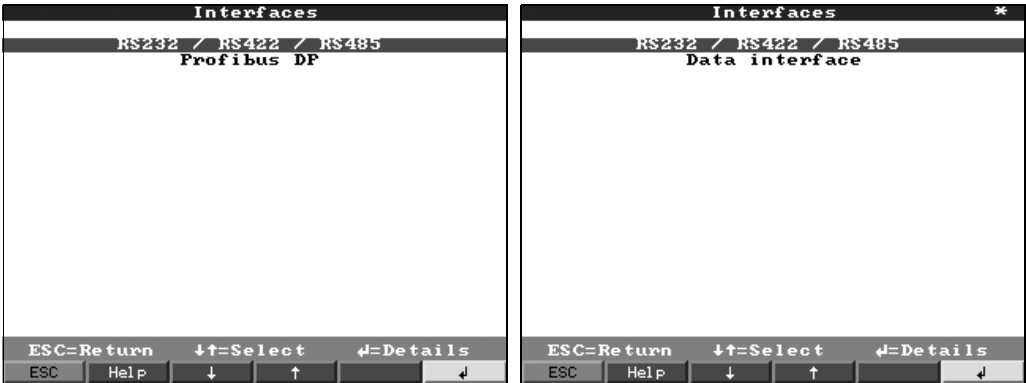 Interfaces
RS232 / RS422 / RS485
Profibus DP
ESC=Return ↓↑=Select ↵=Details
ESC Help ↓ ↑ ↵
Interfaces *
RS232 / RS422 / RS485
Data interface
ESC=Return ↓↑=Select ↵=Details
ESC Help ↓ ↑ ↵